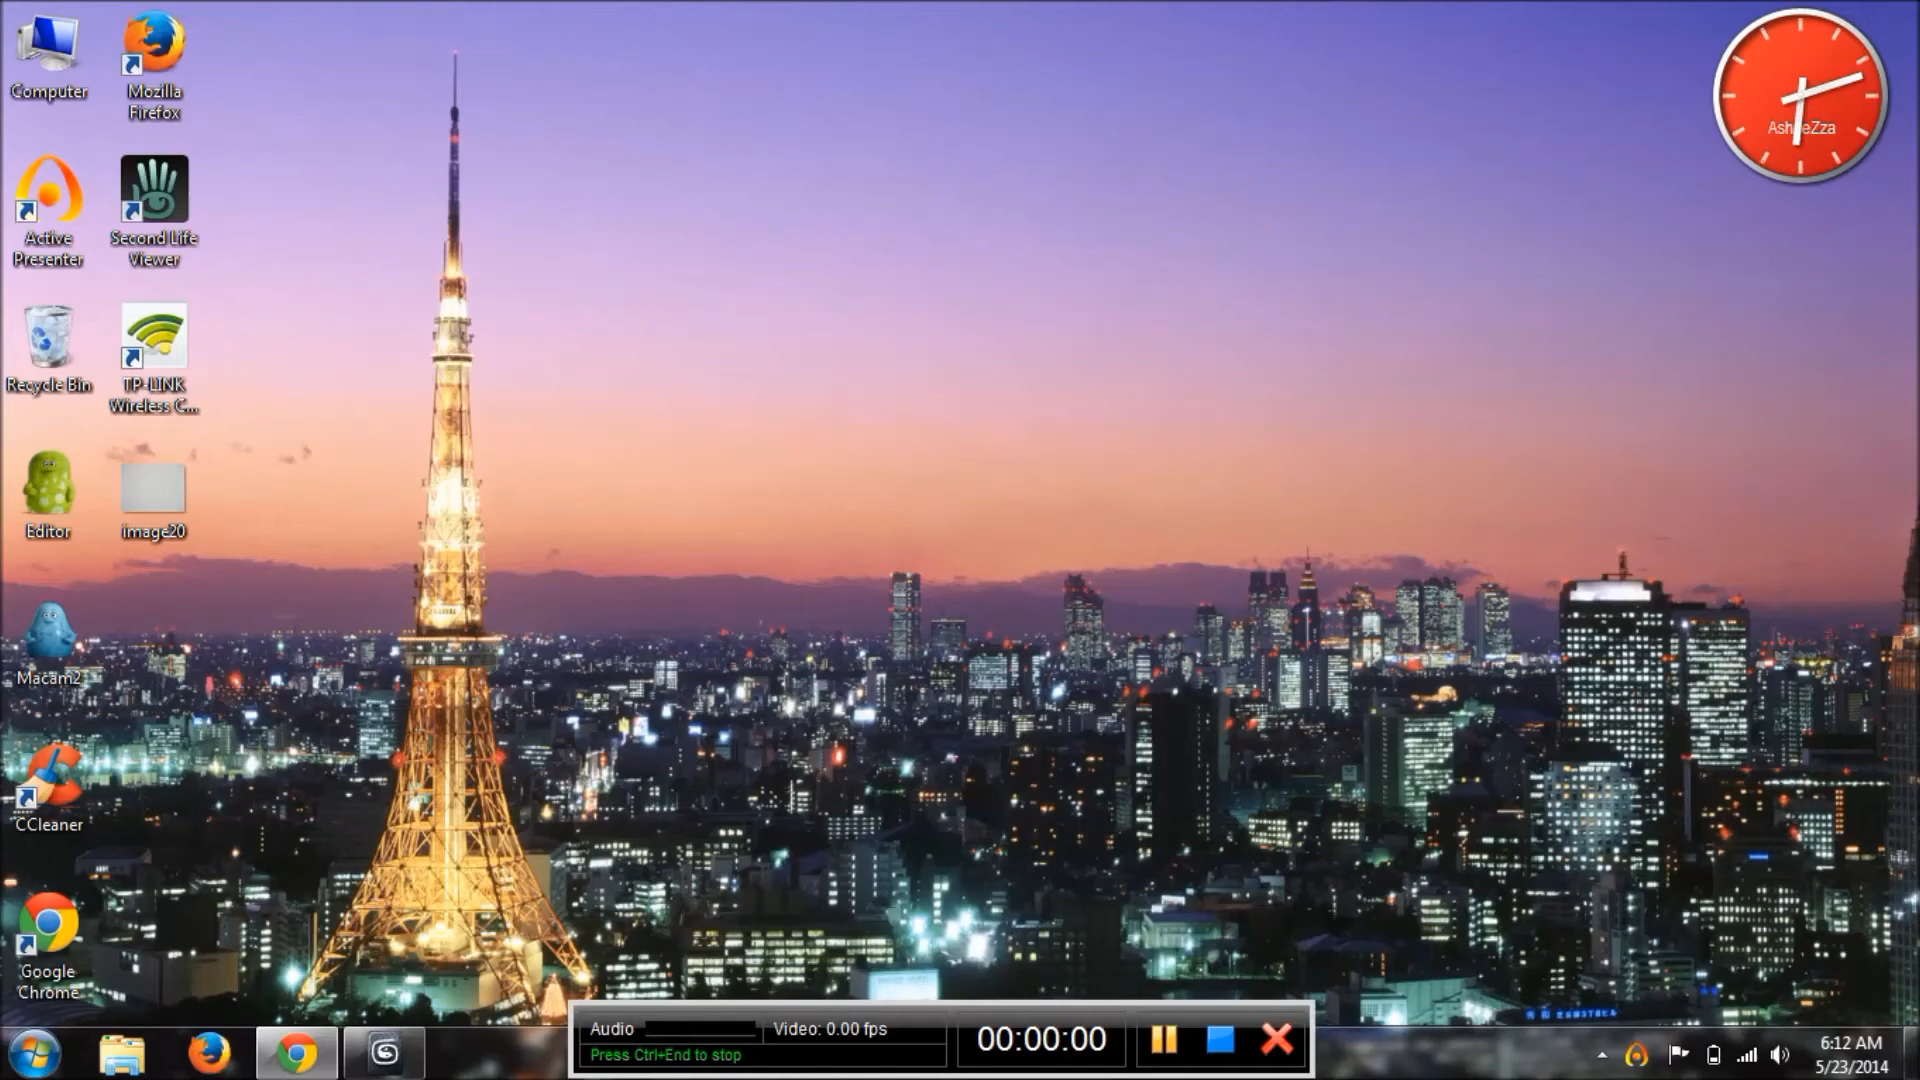 Computer
Mozilla
Firefox
Active
Presenter
Second Life
Viewer
Recycle Bin
TP-LINK
Wireless C...
Editor
image20
Macam2
CCleaner
Google
Chrome
Audio
Video: 0.00 fps
Press Ctrl+End to stop
00:00:00
6:12 AM
5/23/2014